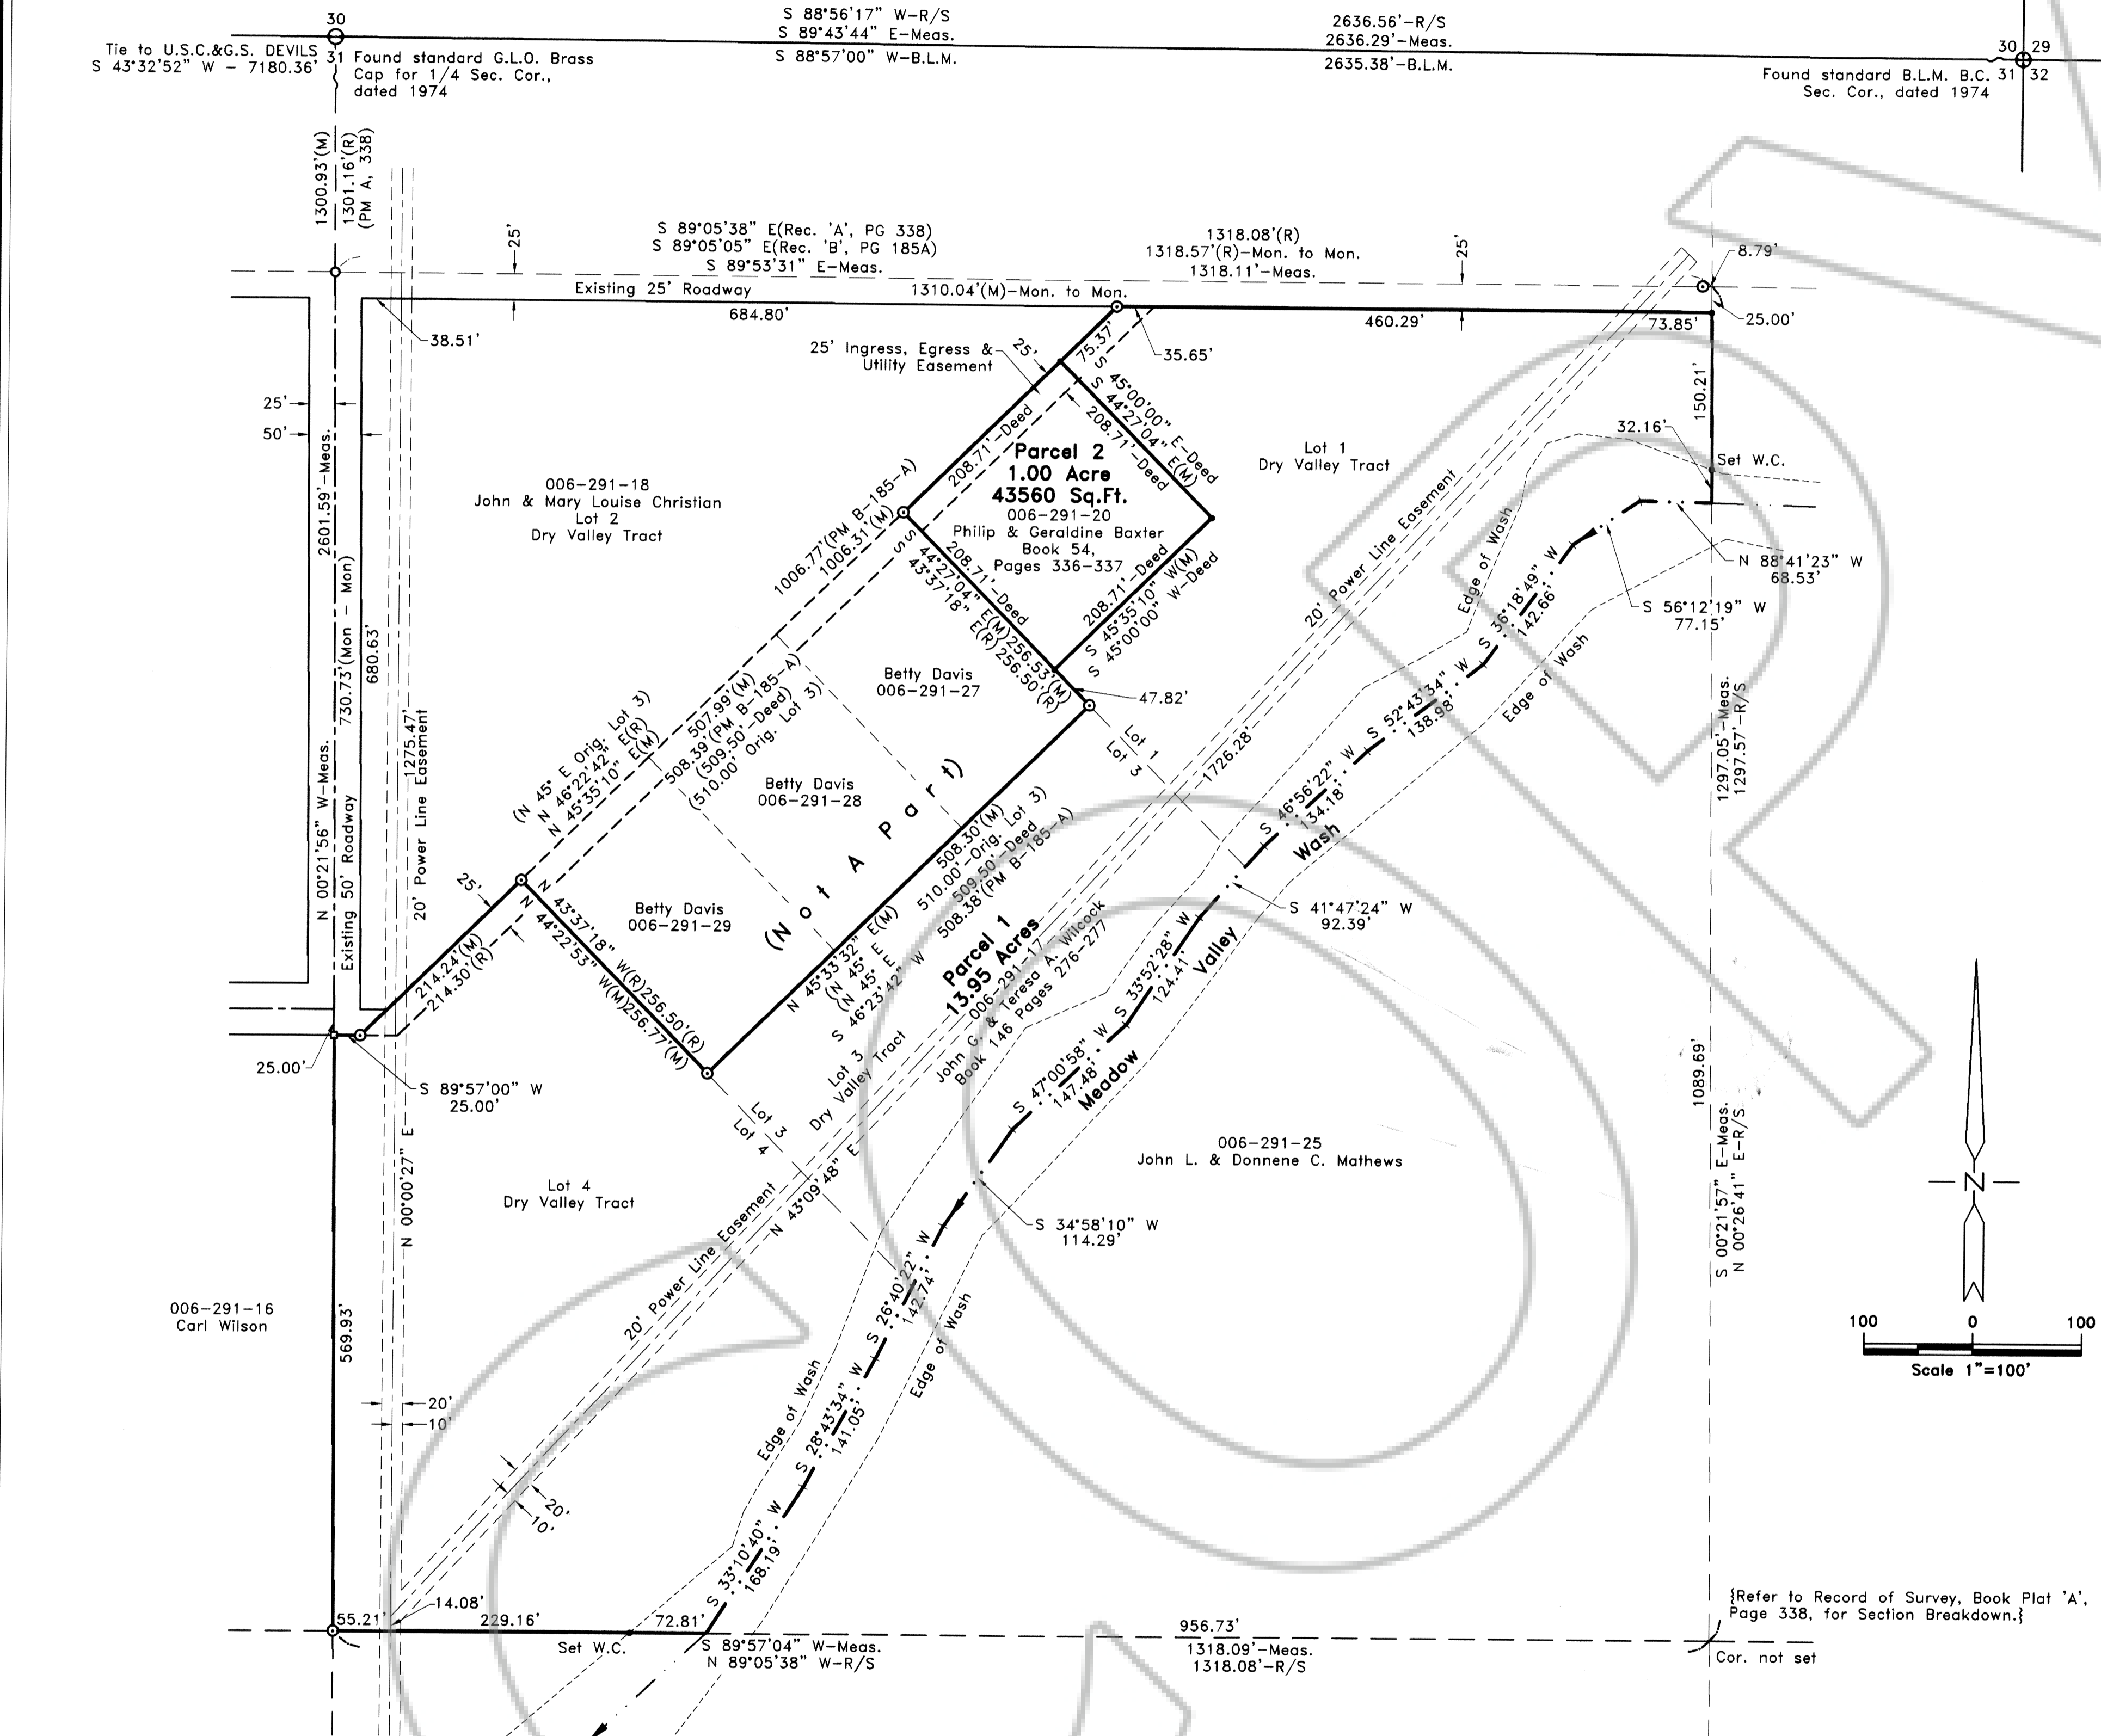 30
S 88°56'17" W-R/S
S 89°43'44" E-Meas.
S 88°57'00" W-B.L.M.
2636.56'-R/S
2636.29'-Meas.
2635.38'-B.L.M.
Tie to U.S.C.&G.S. DEVILS
S 43°32'52" W - 7180.36'
31
Found standard G.L.O. Brass
Cap for 1/4 Sec. Cor.,
dated 1974
30 29
31 32
Found standard B.L.M. B.C.
Sec. Cor., dated 1974
1300.93'(M)
1301.16'(R)
(PM A, 338)
25'
S 89°05'38" E(Rec. 'A', PG 338)
S 89°05'05" E(Rec. 'B', PG 185A)
S 89°53'31" E-Meas.
1318.08'(R)
1318.57'(R)-Mon. to Mon.
1318.11'-Meas.
25'
8.79'
Existing 25' Roadway
1310.04'(M)-Mon. to Mon.
684.80'
460.29'
73.85'
25.00'
38.51'
25' Ingress, Egress &
Utility Easement
25'
75.37'
35.65'
150.21'
25'
50'
32.16'
Set W.C.
S 45°00'00" E-Deed
S 44°27'04" E(M)
208.71'-Deed
208.71'-Deed
Parcel 2
1.00 Acre
43560 Sq.Ft.
006-291-20
Philip & Geraldine Baxter
Book 54,
Pages 336-337
Lot 1
Dry Valley Tract
006-291-18
John & Mary Louise Christian
Lot 2
Dry Valley Tract
1006.77'(PM B-185-A)
1006.31'(M)
208.71'-Deed
S 44°27'04" E(M)256.53'(M)
S 43°37'18" E(R)256.50'(R)
208.71'-Deed
S 45°35'10" W(M)
S 45°00'00" W-Deed
47.82'
20' Power Line Easement
Edge of Wash
N 88°41'23" W
68.53'
S 56°12'19" W
77.15'
S 36°18'49" W
142.66'
Edge of Wash
S 52°43'34" W
138.98'
S 46°56'22" W
134.18'
Wash
N 00°21'56" W-Meas.
2601.59'-Meas.
Existing 50' Roadway
730.73'(Mon - Mon)
680.63'
20' Power Line Easement
1275.47'
(N 45° E Orig. Lot 3)
N 46°22'42" E(R)
N 45°35'10" E(M)
507.99'(M)
508.39'(PM B-185-A)
(509.50'-Deed)
(510.00' Orig. Lot 3)
Betty Davis
006-291-27
Betty Davis
006-291-28
Betty Davis
006-291-29
(Not A Part)
Lot 1
Lot 3
1726.28'
1297.05'-Meas.
1297.57'-R/S
25'
214.24'(M)
214.30'(R)
N 43°37'18" W(R)256.50'(R)
N 44°22'53" W(M)256.77'(M)
N 45°33'32" E(M) 508.30'(M)
(N 45° E 510.00'-Orig. Lot 3)
(N 45° E 509.50'-Deed
S 46°23'42" W 508.38'(PM B-185-A)
Parcel 1
13.95 Acres
006-291-17
John G. & Teresa A. Wilcock
Book 146 Pages 276-277
Lot 3
Dry Valley Tract
S 41°47'24" W
92.39'
S 33°52'28" W
124.41'
Valley
S 47°00'58" W
147.48'
Meadow
25.00'
S 89°57'00" W
25.00'
Lot 3
Lot 4
N 43°09'48" E
006-291-25
John L. & Donnene C. Mathews
1089.69'
S 00°21'57" E-Meas.
N 00°26'41" E-R/S
N
Lot 4
Dry Valley Tract
N 00°00'27" E
20' Power Line Easement
S 34°58'10" W
114.29'
S 26°40'22" W
142.74'
Edge of Wash
006-291-16
Carl Wilson
569.93'
100 0 100
Scale 1"=100'
20'
10'
Edge of Wash
S 28°43'34" W
141.05'
20'
10'
S 33°10'40" W
168.19'
55.21'
14.08'
229.16'
72.81'
Set W.C.
S 89°57'04" W-Meas.
N 89°05'38" W-R/S
956.73'
1318.09'-Meas.
1318.08'-R/S
{Refer to Record of Survey, Book Plat 'A',
Page 338, for Section Breakdown.}
Cor. not set